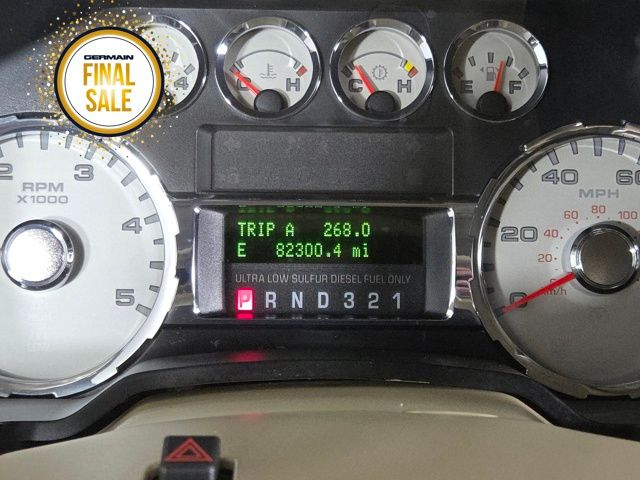 GERMAIN
FINAL
SALE
4
C H
C H
E F
2 3 4 5
RPM
X1000
TRIP A 268.0
E 82300.4 mi
ULTRA LOW SULFUR DIESEL FUEL ONLY
P R N D 3 2 1
0 20 40 60
MPH
20 40 60 80 100
km/h